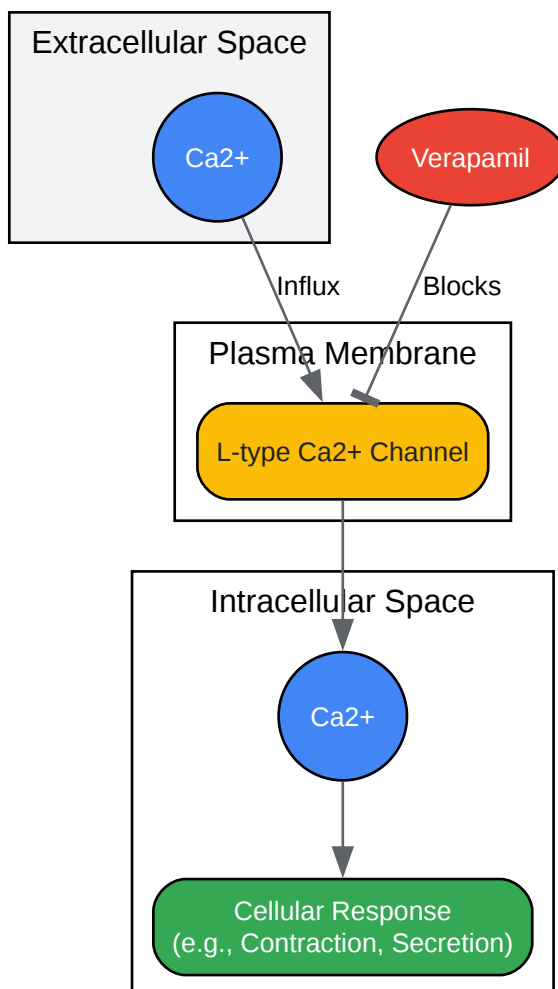 Extracellular Space
Ca2+
Verapamil
Influx
Blocks
Plasma Membrane
L-type Ca2+ Channel
Intracellular Space
Ca2+
Cellular Response
(e.g., Contraction, Secretion)